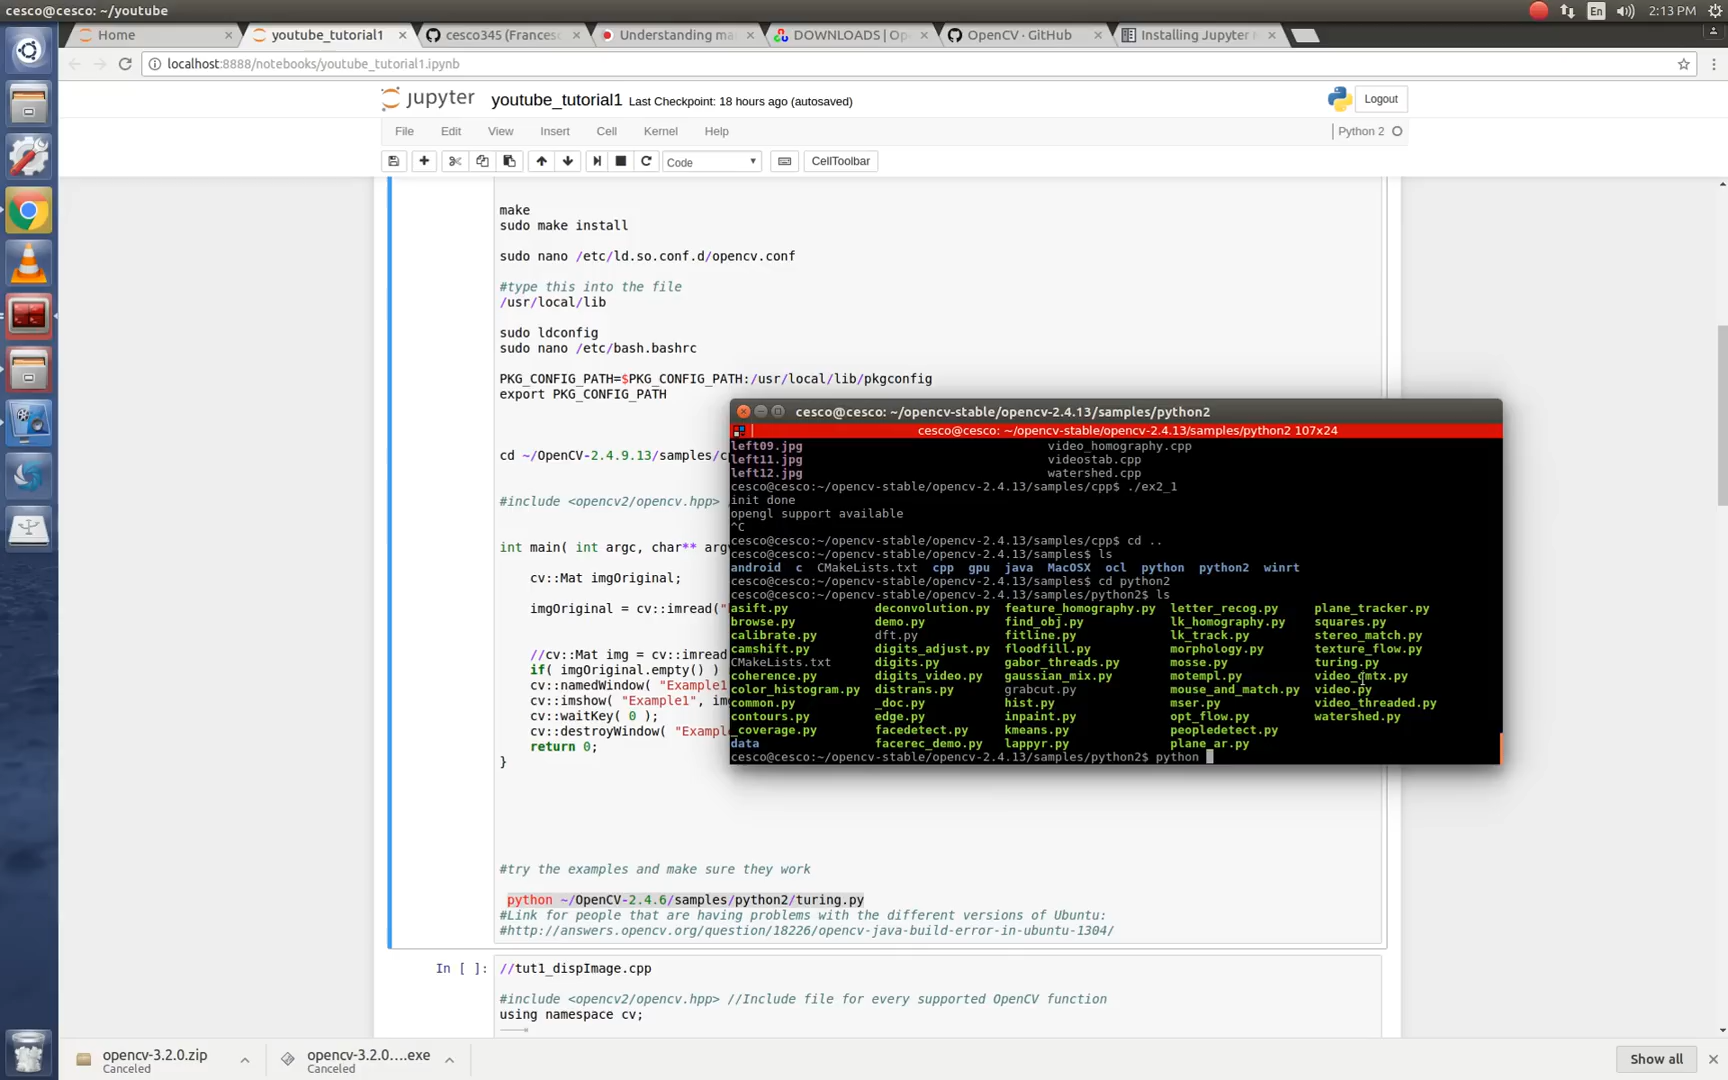 cesco@cesco: ~/youtube
En
2:13 PM
Home
youtube_tutorial1
cesco345 (Frances
Understanding ma
DOWNLOADS | Op
OpenCV · GitHub
Installing Jupyter
localhost:8888/notebooks/youtube_tutorial1.ipynb
jupyter youtube_tutorial1 Last Checkpoint: 18 hours ago (autosaved)
Logout
File Edit View Insert Cell Kernel Help
Python 2
Code
CellToolbar
make
sudo make install
sudo nano /etc/ld.so.conf.d/opencv.conf
#type this into the file
/usr/local/lib
sudo ldconfig
sudo nano /etc/bash.bashrc
PKG_CONFIG_PATH=$PKG_CONFIG_PATH:/usr/local/lib/pkgconfig
export PKG_CONFIG_PATH
cd ~/OpenCV-2.4.9.13/samples/c
#include <opencv2/opencv.hpp>
int main( int argc, char** arg
cv::Mat imgOriginal;
imgOriginal = cv::imread("
//cv::Mat img = cv::imread
if( imgOriginal.empty() )
cv::namedWindow( "Example1
cv::imshow( "Example1", im
cv::waitKey( 0 );
cv::destroyWindow( "Exampl
return 0;
}
#try the examples and make sure they work
python ~/OpenCV-2.4.6/samples/python2/turing.py
#Link for people that are having problems with the different versions of Ubuntu:
#http://answers.opencv.org/question/18226/opencv-java-build-error-in-ubuntu-1304/
In [ ]:
//tut1_dispImage.cpp
#include <opencv2/opencv.hpp> //Include file for every supported OpenCV function
using namespace cv;
cesco@cesco: ~/opencv-stable/opencv-2.4.13/samples/python2
cesco@cesco: ~/opencv-stable/opencv-2.4.13/samples/python2 107x24
left09.jpg video_homography.cpp
left11.jpg videostab.cpp
left12.jpg watershed.cpp
cesco@cesco:~/opencv-stable/opencv-2.4.13/samples/cpp$ ./ex2_1
init done
opengl support available
^C
cesco@cesco:~/opencv-stable/opencv-2.4.13/samples/cpp$ cd ..
cesco@cesco:~/opencv-stable/opencv-2.4.13/samples$ ls
android c CMakeLists.txt cpp gpu java MacOSX ocl python python2 winrt
cesco@cesco:~/opencv-stable/opencv-2.4.13/samples$ cd python2
cesco@cesco:~/opencv-stable/opencv-2.4.13/samples/python2$ ls
asift.py deconvolution.py feature_homography.py letter_recog.py plane_tracker.py
browse.py demo.py find_obj.py lk_homography.py squares.py
calibrate.py dft.py fitline.py lk_track.py stereo_match.py
camshift.py digits_adjust.py floodfill.py morphology.py texture_flow.py
CMakeLists.txt digits.py gabor_threads.py mosse.py turing.py
coherence.py digits_video.py gaussian_mix.py motempl.py video_dmtx.py
color_histogram.py distrans.py grabcut.py mouse_and_match.py video.py
common.py _doc.py hist.py mser.py video_threaded.py
contours.py edge.py inpaint.py opt_flow.py watershed.py
_coverage.py facedetect.py kmeans.py peopledetect.py
data facerec_demo.py lappyr.py plane_ar.py
cesco@cesco:~/opencv-stable/opencv-2.4.13/samples/python2$ python
opencv-3.2.0.zip
Canceled
opencv-3.2.0....exe
Canceled
Show all